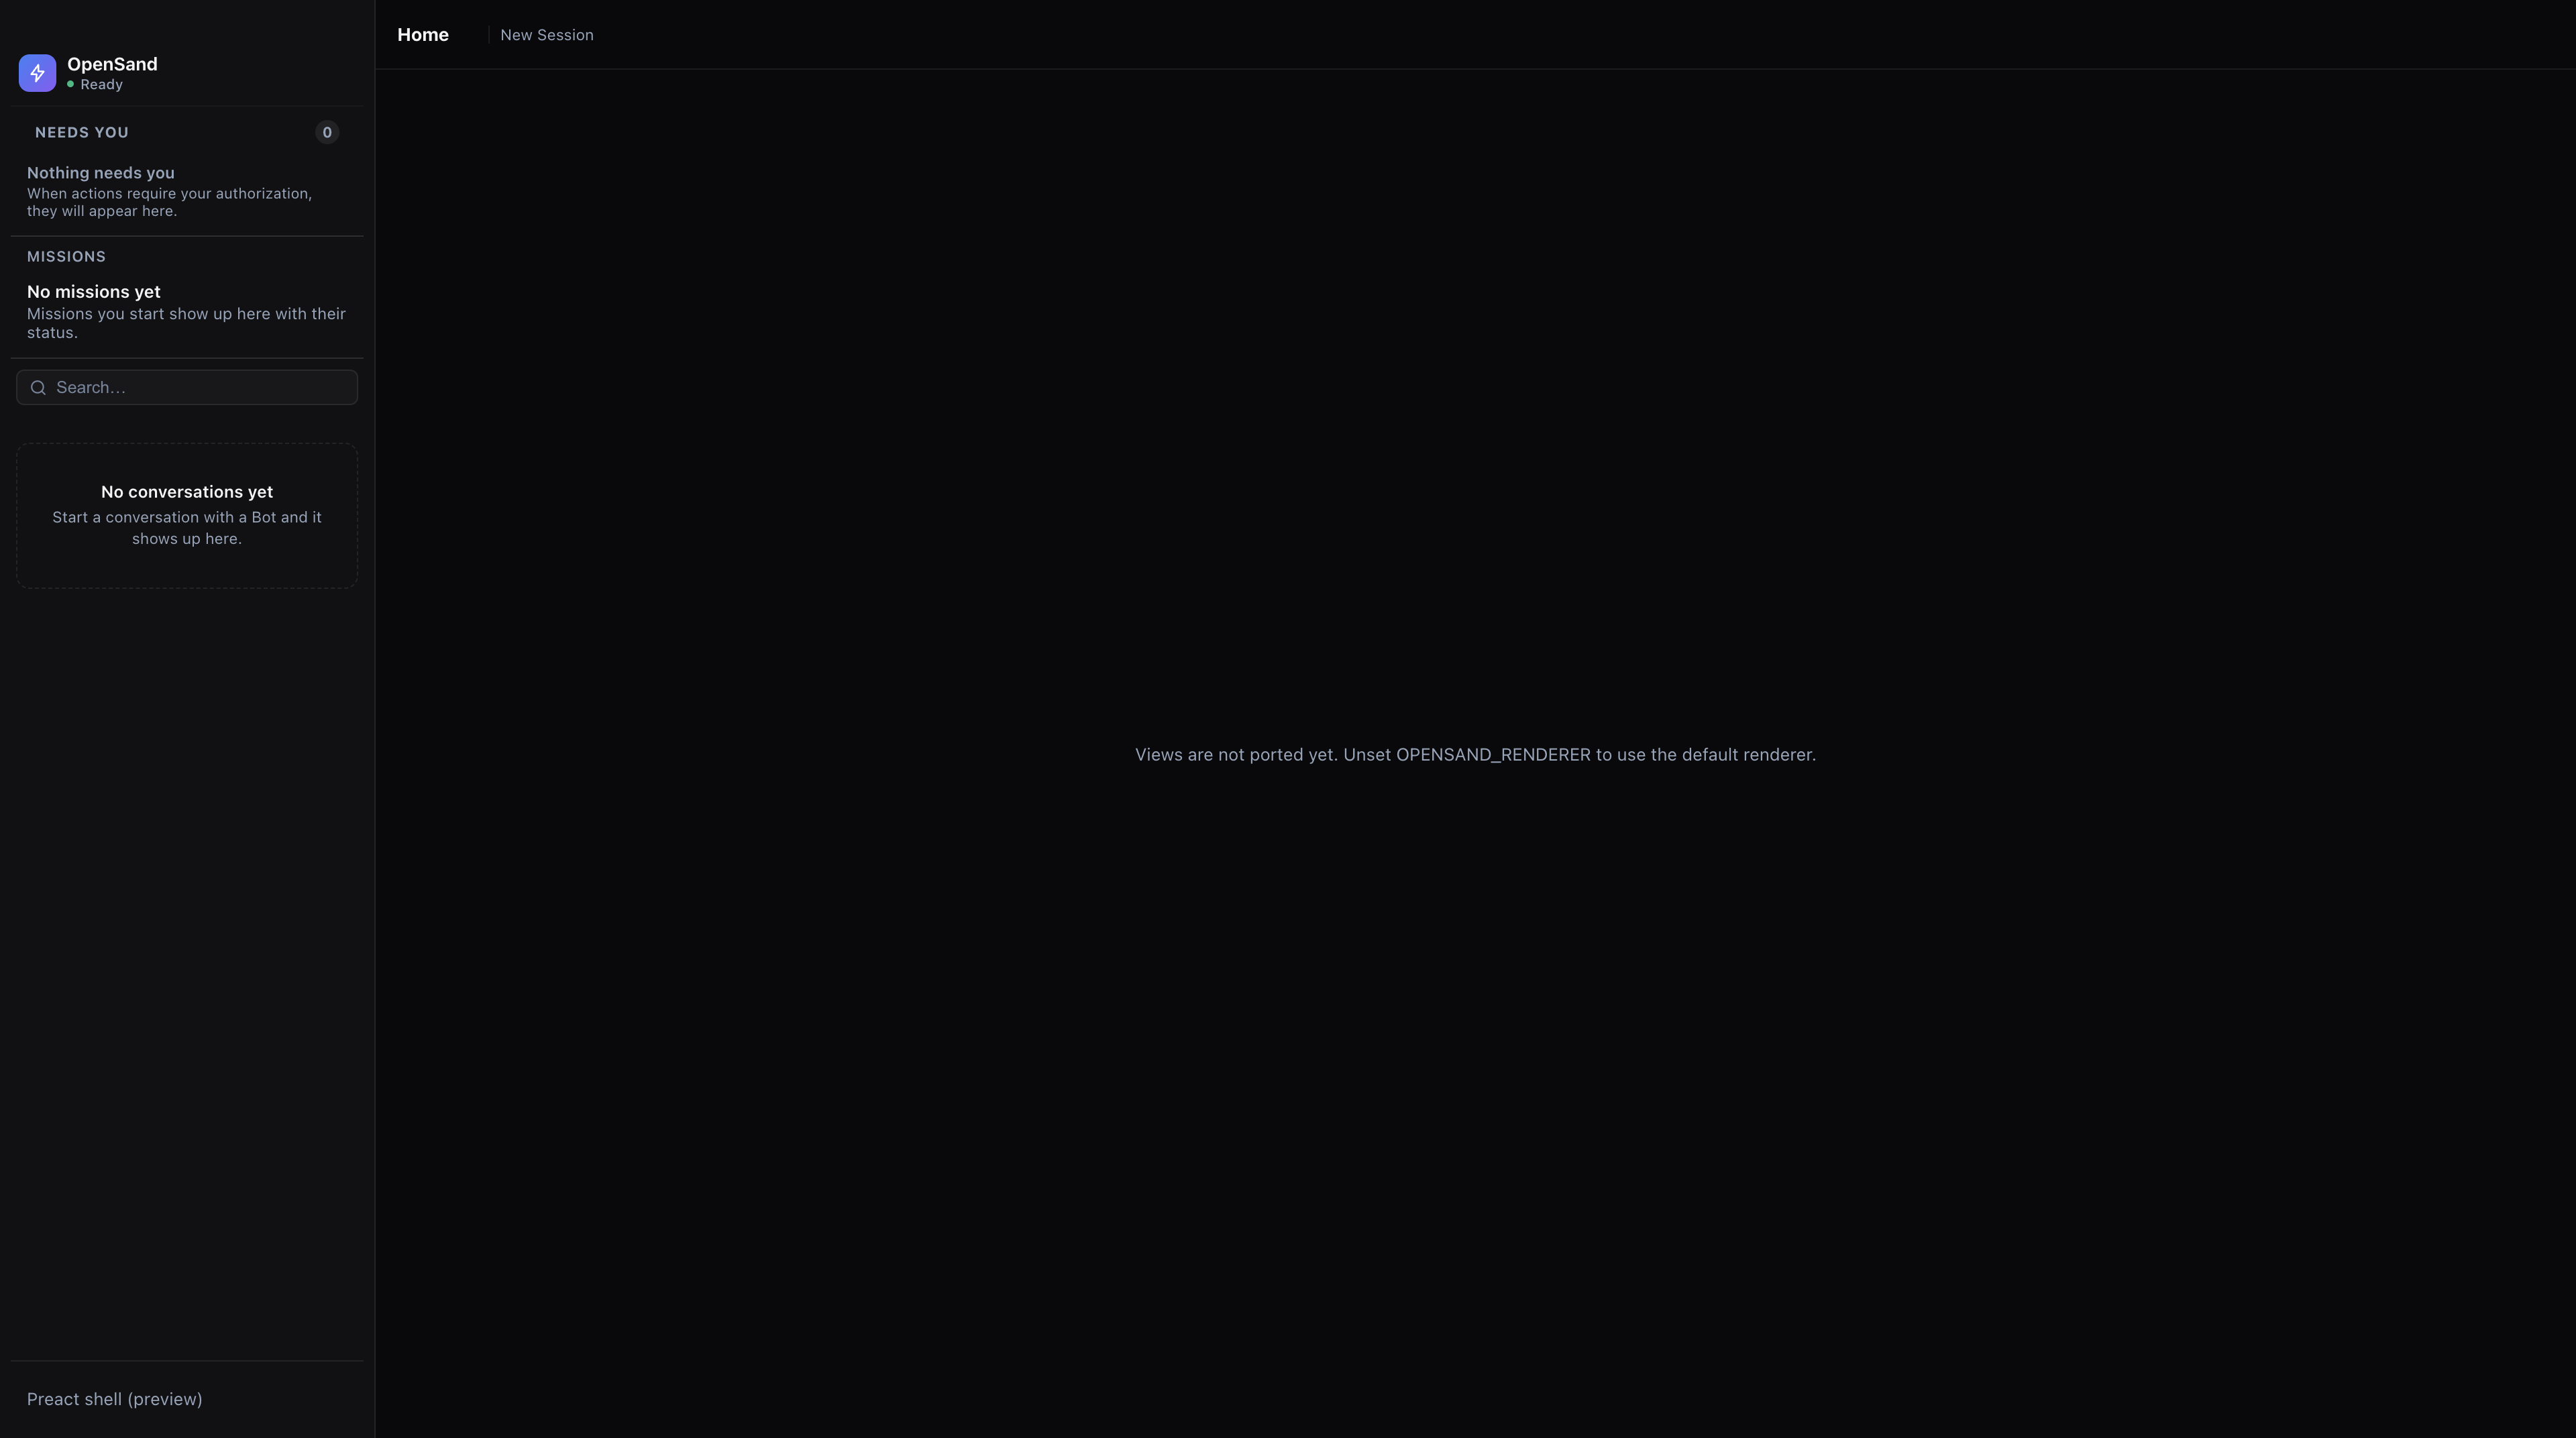 OpenSand
Ready
NEEDS YOU
0
Nothing needs you
When actions require your authorization,
they will appear here.
MISSIONS
No missions yet
Missions you start show up here with their
status.
Search…
No conversations yet
Start a conversation with a Bot and it
shows up here.
Preact shell (preview)
Home
New Session
Views are not ported yet. Unset OPENSAND_RENDERER to use the default renderer.